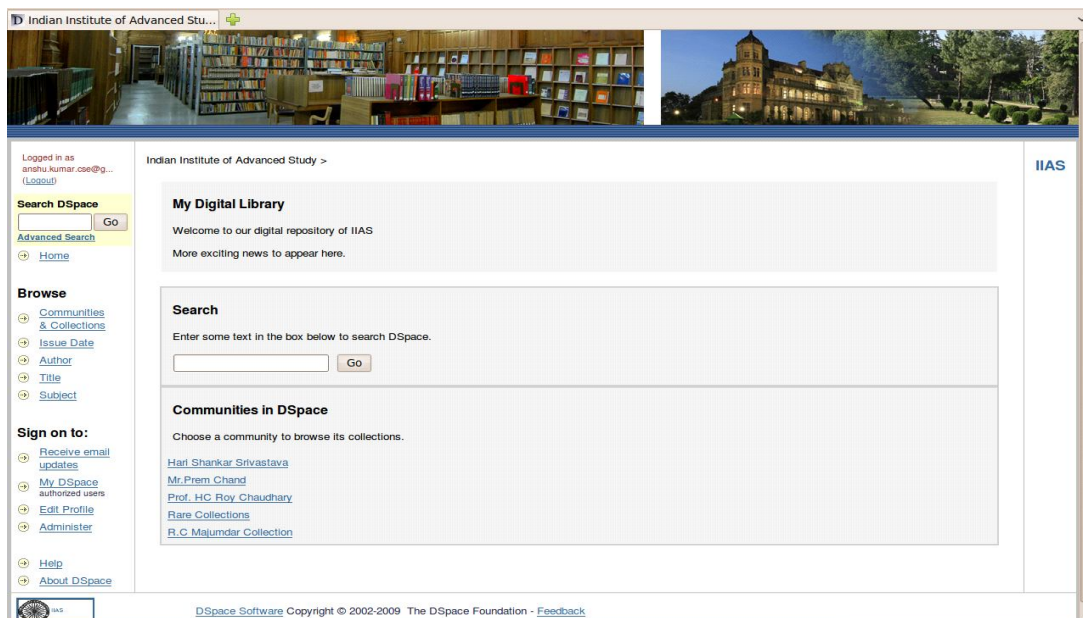 Indian Institute of Advanced Stu...
Logged in as
anshu.kumar.cse@g...
(Logout)
Search DSpace
Go
Advanced Search
Home
Browse
Communities
& Collections
Issue Date
Author
Title
Subject
Sign on to:
Receive email
updates
My DSpace
authorized users
Edit Profile
Administer
Help
About DSpace
IIAS
Indian Institute of Advanced Study >
My Digital Library
Welcome to our digital repository of IIAS
More exciting news to appear here.
Search
Enter some text in the box below to search DSpace.
Go
Communities in DSpace
Choose a community to browse its collections.
Hari Shankar Srivastava
Mr.Prem Chand
Prof. HC Roy Chaudhary
Rare Collections
R.C Majumdar Collection
DSpace Software Copyright © 2002-2009 The DSpace Foundation - Feedback
IIAS